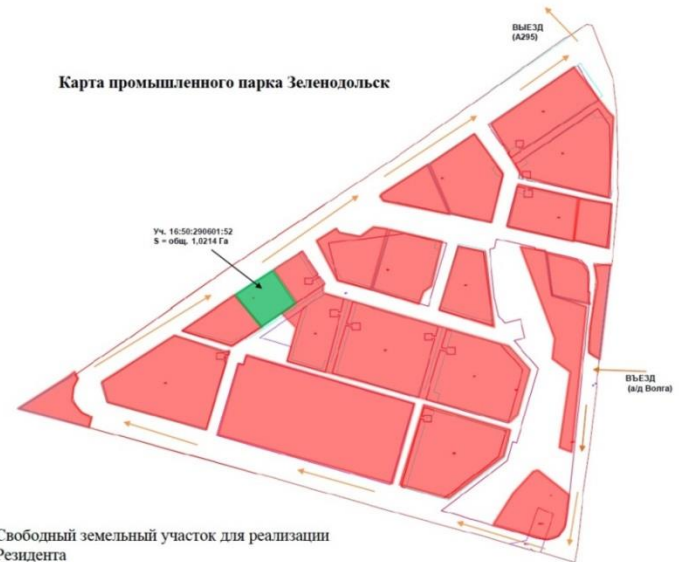 ВЫЕЗД
(А295)
Карта промышленного парка Зеленодольск
Уч. 16:50:290601:52
S = общ. 1,0214 Га
ВЪЕЗД
(а/д Волга)
Свободный земельный участок для реализации
Резидента